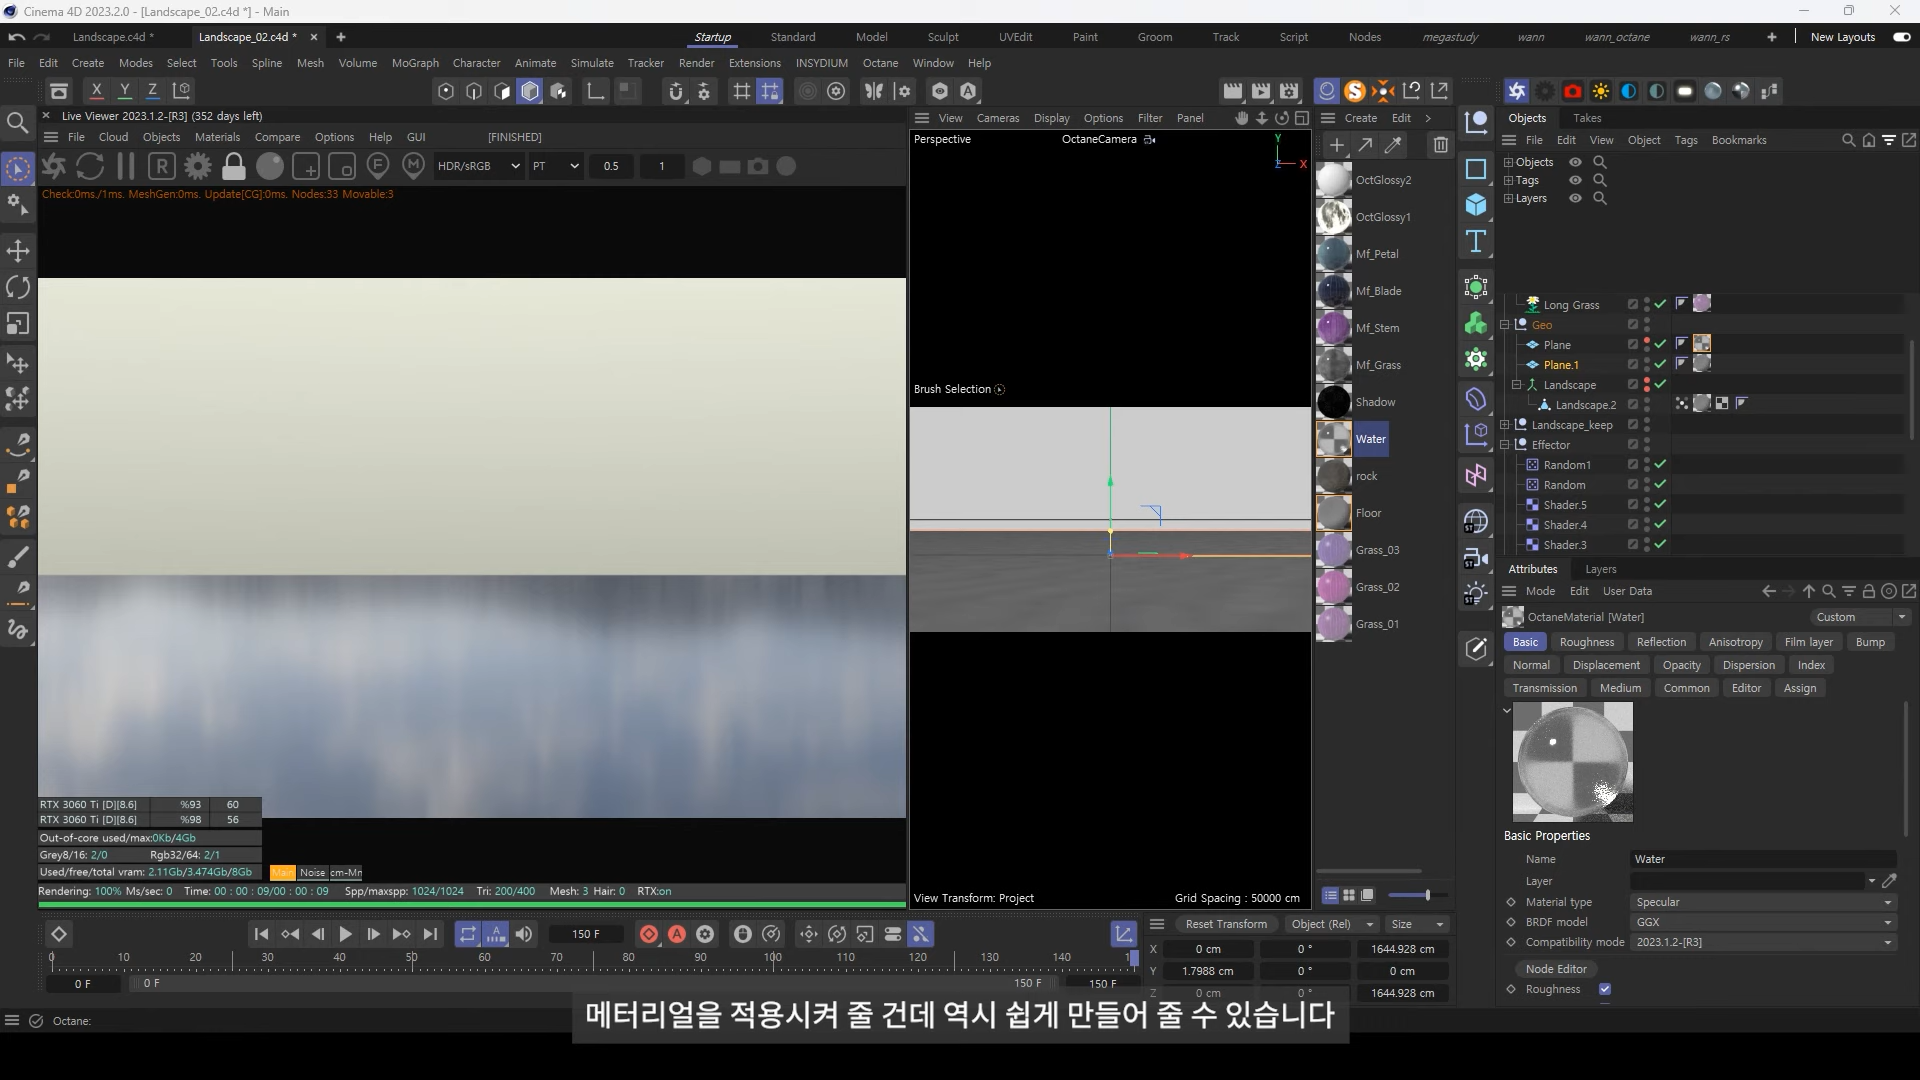 Cinema 4D 2023.2.0 - [Landscape_02.c4d *] - Main
Landscape.c4d *
Landscape_02.c4d *
Startup Standard Model Sculpt UVEdit Paint Groom Track Script Nodes megastudy wann wann_octane wann_rs New Layouts
File Edit Create Modes Select Tools Spline Mesh Volume MoGraph Character Animate Simulate Tracker Render Extensions INSYDIUM Octane Window Help
X Y Z
Live Viewer 2023.1.2-[R3] (352 days left)
File Cloud Objects Materials Compare Options Help GUI [FINISHED]
HDR/sRGB PT 0.5 1
Check:0ms./1ms. MeshGen:0ms. Update[CG]:0ms. Nodes:33 Movable:3
RTX 3060 Ti [D][8.6] %93 60
RTX 3060 Ti [D][8.6] %98 56
Out-of-core used/max:0Kb/4Gb
Grey8/16: 2/0 Rgb32/64: 2/1
Used/free/total vram: 2.11Gb/3.474Gb/8Gb
Main Noise cm-Mn
Rendering: 100% Ms/sec: 0 Time: 00 : 00 : 09/00 : 00 : 09 Spp/maxspp: 1024/1024 Tri: 200/400 Mesh: 3 Hair: 0 RTX:on
View Cameras Display Options Filter Panel
Perspective
OctaneCamera
Y
X
Z
Brush Selection
View Transform: Project
Grid Spacing : 50000 cm
Create Edit
OctGlossy2
OctGlossy1
Mf_Petal
Mf_Blade
Mf_Stem
Mf_Grass
Shadow
Water
rock
Floor
Grass_03
Grass_02
Grass_01
Objects Takes
File Edit View Object Tags Bookmarks
Objects
Tags
Layers
Long Grass
Geo
Plane
Plane.1
Landscape
Landscape.2
Landscape_keep
Effector
Random1
Random
Shader.5
Shader.4
Shader.3
Attributes Layers
Mode Edit User Data
OctaneMaterial [Water]
Custom
Basic Roughness Reflection Anisotropy Film layer Bump
Normal Displacement Opacity Dispersion Index
Transmission Medium Common Editor Assign
Basic Properties
Name Water
Layer
Material type Specular
BRDF model GGX
Compatibility mode 2023.1.2-[R3]
Node Editor
Roughness
150 F
0 10 20 30 40 50 60 70 80 90 100 110 120 130 140
0 F 0 F 150 F 150 F
Reset Transform Object (Rel) Size
X 0 cm 0 ° 1644.928 cm
Y 1.7988 cm 0 ° 0 cm
Z 0 cm 0 ° 1644.928 cm
메터리얼을 적용시켜 줄 건데 역시 쉽게 만들어 줄 수 있습니다
Octane: